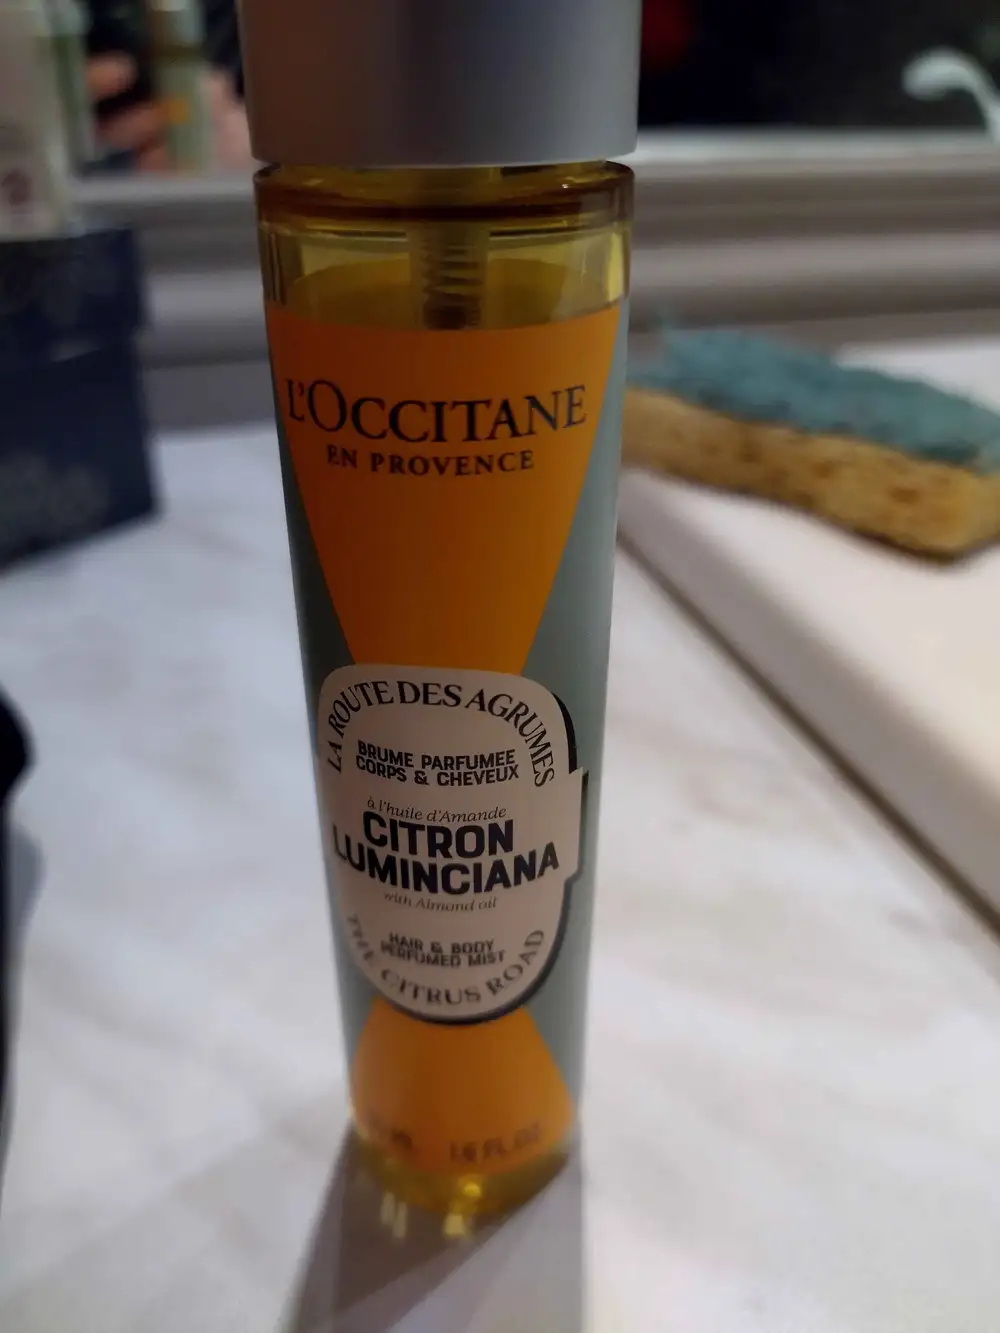 L'OCCITANE
EN PROVENCE
LA ROUTE DES AGRUMES
BRUME PARFUMEE
CORPS & CHEVEUX
à l'huile d'Amande
CITRON
LUMINCIANA
with Almond oil
HAIR & BODY
PERFUMED MIST
THE CITRUS ROAD
1.6 FL.OZ